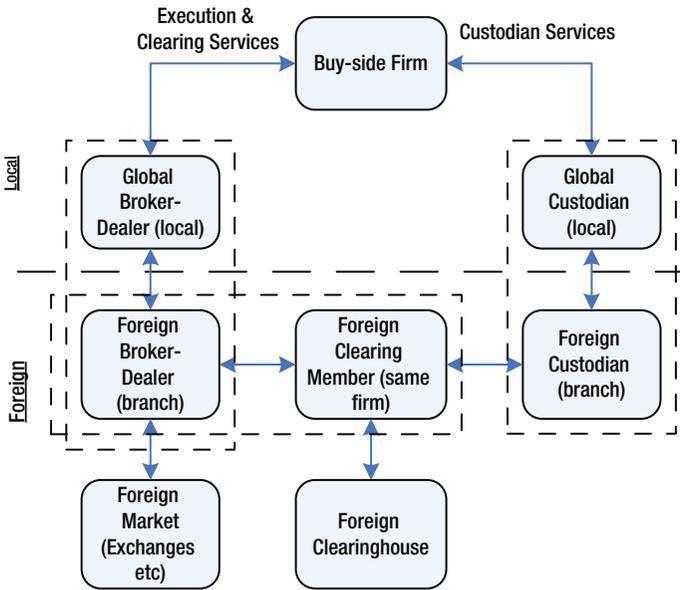 Execution &
Clearing Services
Buy-side Firm
Custodian Services
Local
Global
Broker-
Dealer (local)
Global
Custodian
(local)
Foreign
Foreign
Broker-
Dealer
(branch)
Foreign
Clearing
Member (same
firm)
Foreign
Custodian
(branch)
Foreign
Market
(Exchanges
etc)
Foreign
Clearinghouse